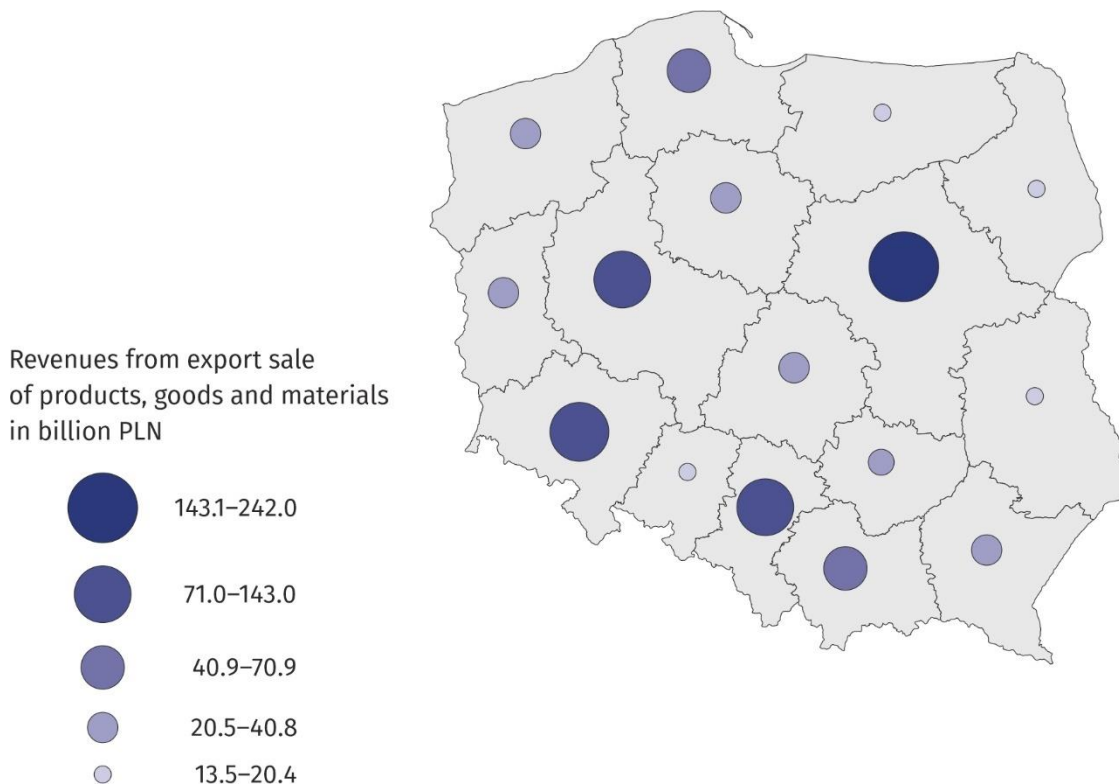 Revenues from export sale
of products, goods and materials
in billion PLN
143.1–242.0
71.0–143.0
40.9–70.9
20.5–40.8
13.5–20.4